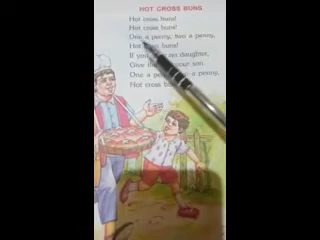 HOT CROSS BUNS
Hot cross buns!
Hot cross buns!
One a penny, two a penny,
Hot buns!
If no daughter,
Give your son.
One a penny,
Hot cross